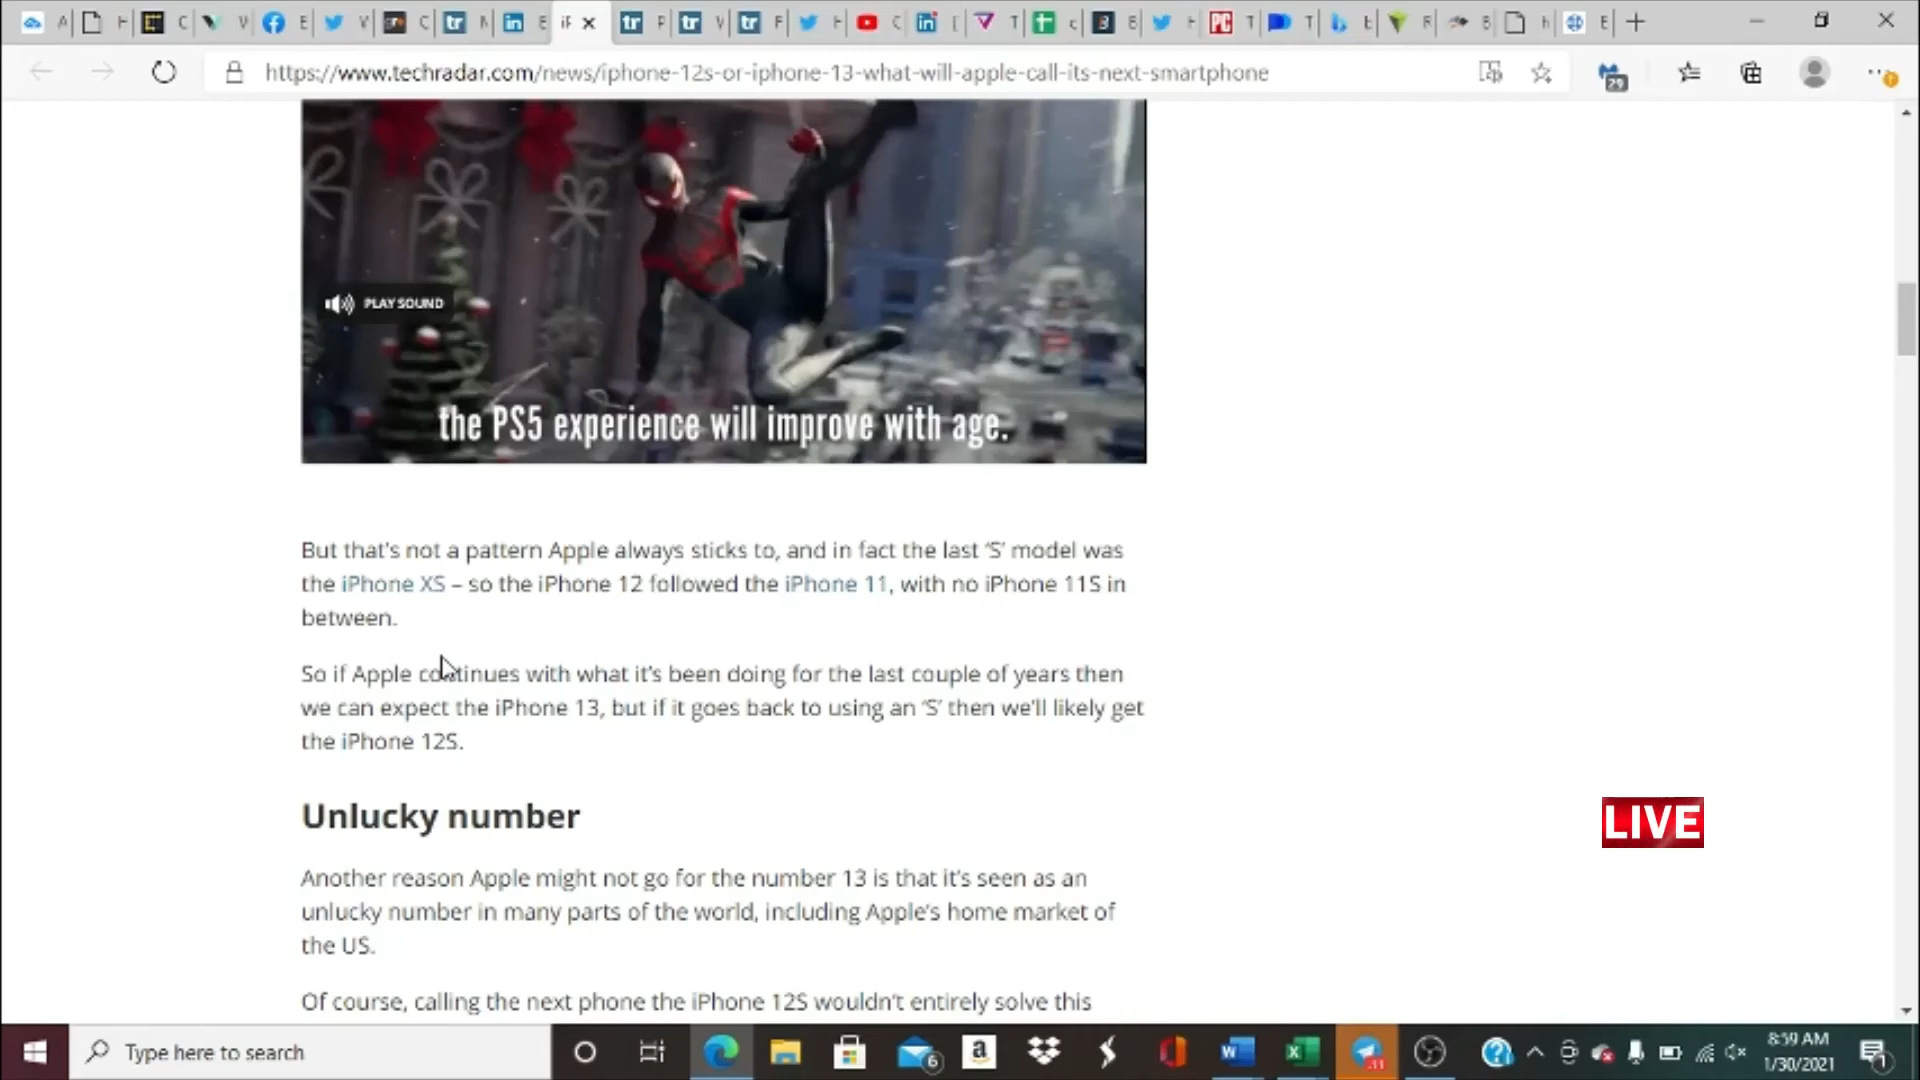 https://www.techradar.com/news/iphone-12s-or-iphone-13-what-will-apple-call-its-next-smartphone
29
PLAY SOUND
the PS5 experience will improve with age.
But that's not a pattern Apple always sticks to, and in fact the last 'S' model was
the iPhone XS – so the iPhone 12 followed the iPhone 11, with no iPhone 11S in
between.
So if Apple continues with what it's been doing for the last couple of years then
we can expect the iPhone 13, but if it goes back to using an 'S' then we'll likely get
the iPhone 12S.
Unlucky number
LIVE
Another reason Apple might not go for the number 13 is that it's seen as an
unlucky number in many parts of the world, including Apple's home market of
the US.
Of course, calling the next phone the iPhone 12S wouldn't entirely solve this
Type here to search
6
8:59 AM
1/30/2021
1